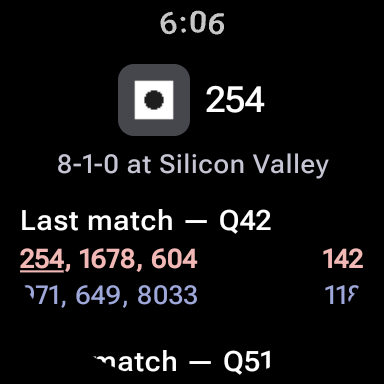 6:06
254
8-1-0 at Silicon Valley
Last match — Q42
254, 1678, 604 142
649, 8033
match — Q51